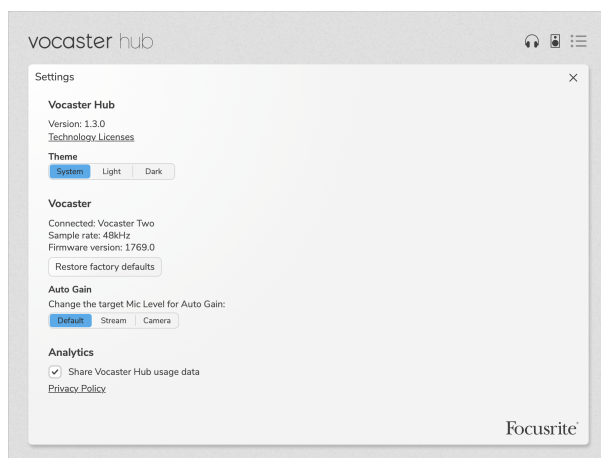 vocaster hub
Settings
Vocaster Hub
Version: 1.3.0
Technology Licenses
Theme
System Light Dark
Vocaster
Connected: Vocaster Two
Sample rate: 48kHz
Firmware version: 1769.0
Restore factory defaults
Auto Gain
Change the target Mic Level for Auto Gain:
Default Stream Camera
Analytics
Share Vocaster Hub usage data
Privacy Policy
Focusrite®